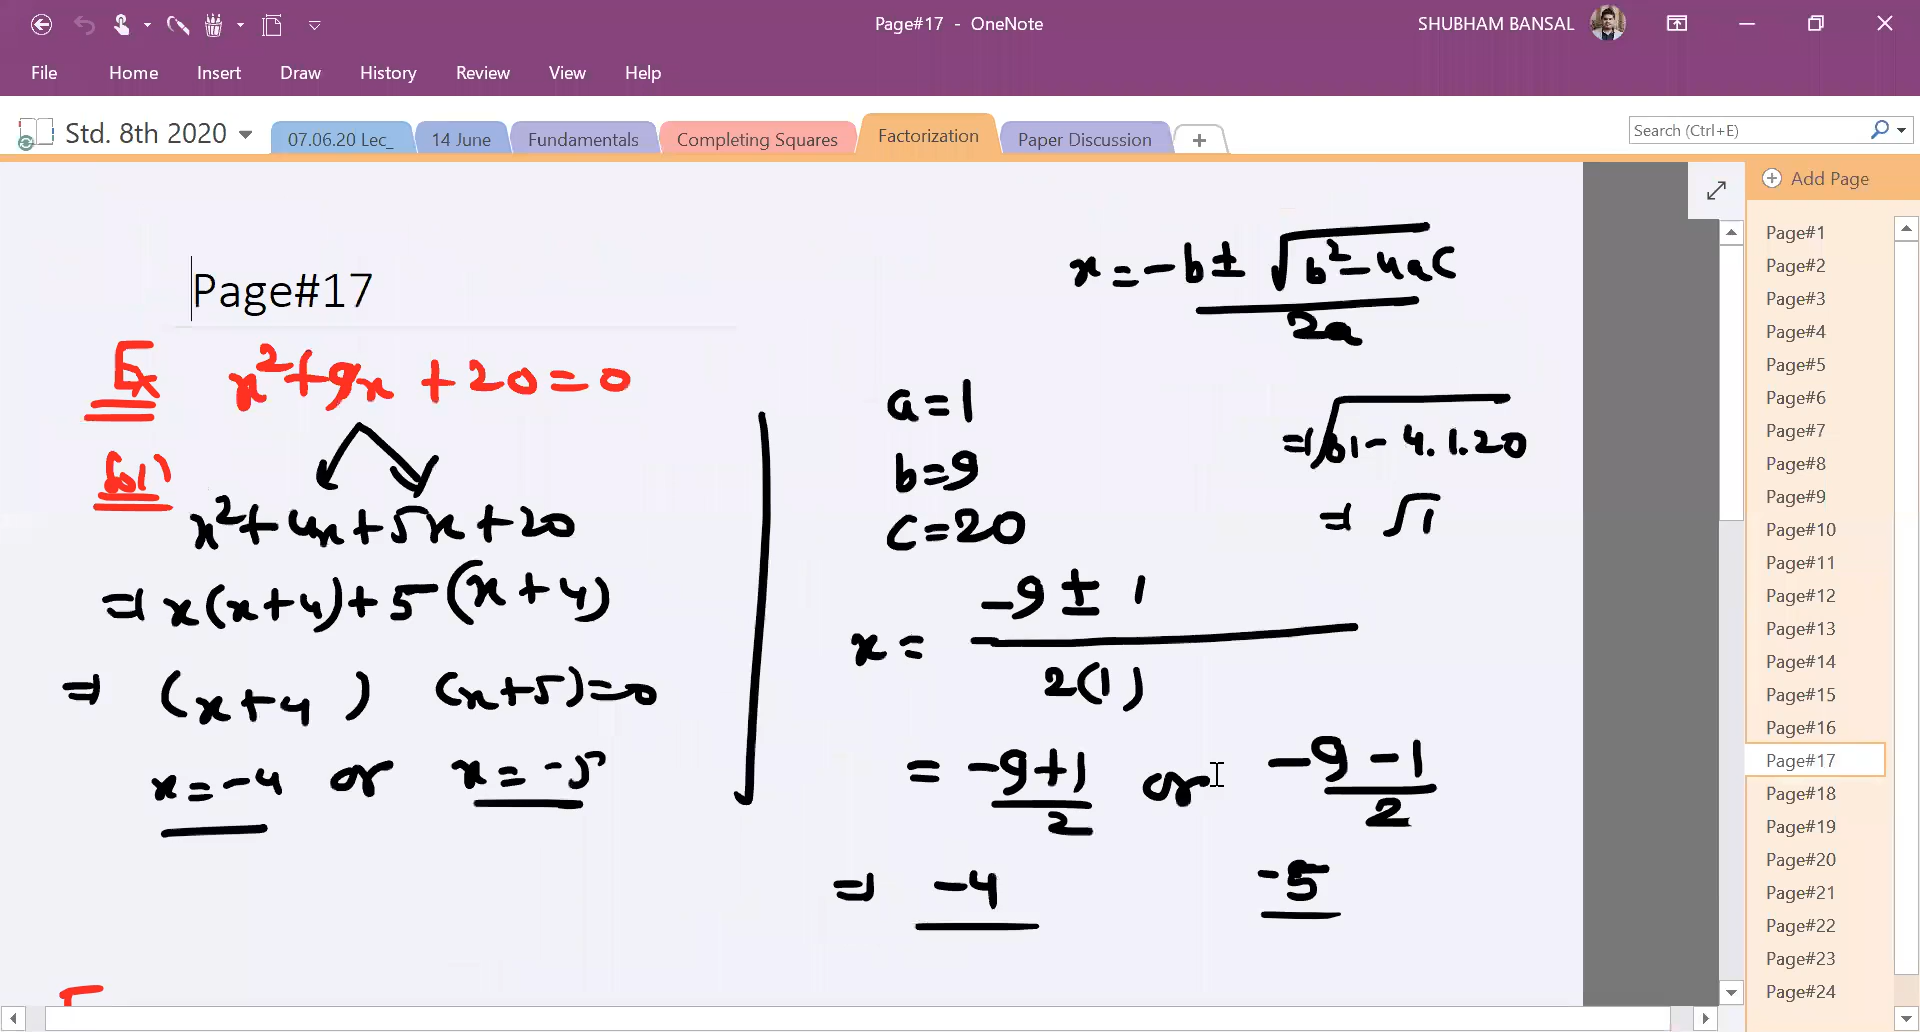 Page#17 - OneNote
SHUBHAM BANSAL
File Home Insert Draw History Review View Help
Std. 8th 2020
07.06.20 Lec_
14 June
Fundamentals
Completing Squares
Factorization
Paper Discussion
+
Search (Ctrl+E)
Page#17
Ex x²+9x+20=0
Sol)
x²+4x+5x+20
⇒ x(x+4)+5(x+4)
⇒ (x+4) (x+5)=0
x=-4 or x=-5
x=-b±√b²-4ac
2a
a=1
b=9
c=20
⇒√81-4.1.20
⇒ √1
x= -9±1
2(1)
= -9+1 or -9-1
2 2
⇒ -4 -5
Add Page
Page#1
Page#2
Page#3
Page#4
Page#5
Page#6
Page#7
Page#8
Page#9
Page#10
Page#11
Page#12
Page#13
Page#14
Page#15
Page#16
Page#17
Page#18
Page#19
Page#20
Page#21
Page#22
Page#23
Page#24